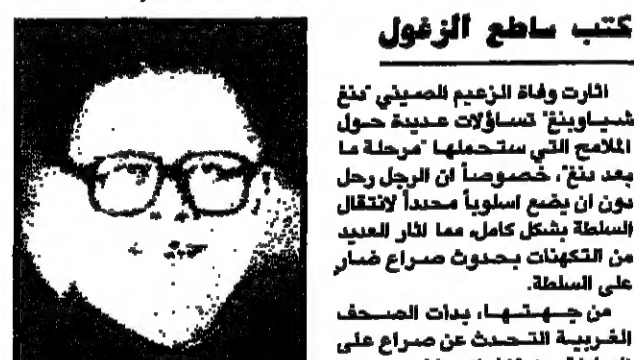 كتب ساطع الزغول
اثارت وفاة الزعيم الصيني "دنغ
شياوبنغ" تساؤلات عديدة حول
الملامح التي ستحملها "مرحلة ما
بعد دنغ"، خصوصاً ان الرجل رحل
دون ان يضع اسلوباً محدداً لانتقال
السلطة بشكل كامل، مما اثار العديد
من التكهنات بحدوث صراع ضار
على السلطة.
من جهتها، بدأت الصحف
الغربية التحدث عن صراع على